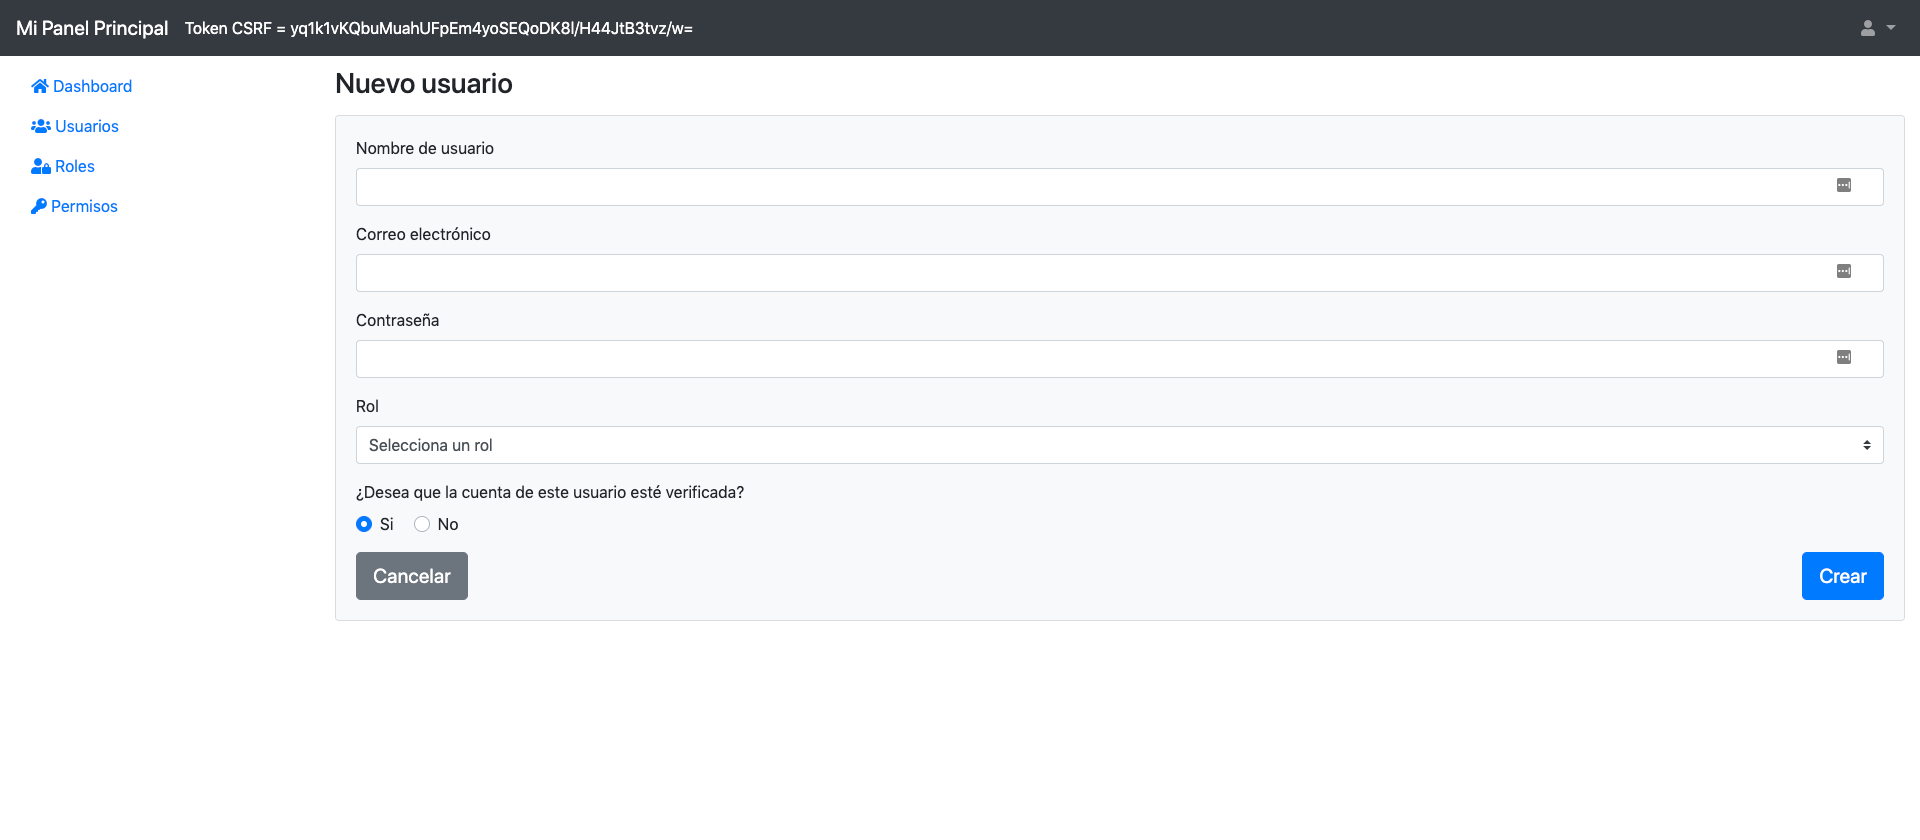 Mi Panel Principal Token CSRF = yq1k1vKQbuMuahUFpEm4yoSEQoDK8I/H44JtB3tvz/w=
Dashboard
Usuarios
Roles
Permisos
Nuevo usuario
Nombre de usuario
Correo electrónico
Contraseña
Rol
Selecciona un rol
¿Desea que la cuenta de este usuario esté verificada?
Si No
Cancelar Crear